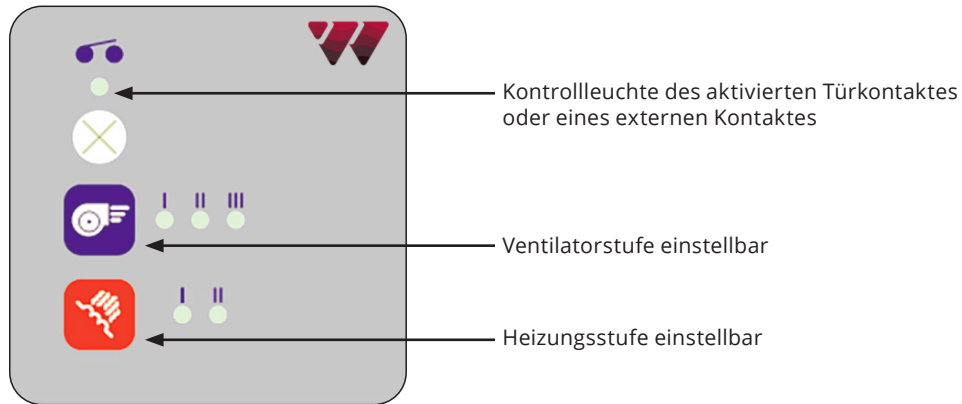 Kontrollleuchte des aktivierten Türkontaktes
oder eines externen Kontaktes
I II III
Ventilatorstufe einstellbar
I II
Heizungsstufe einstellbar